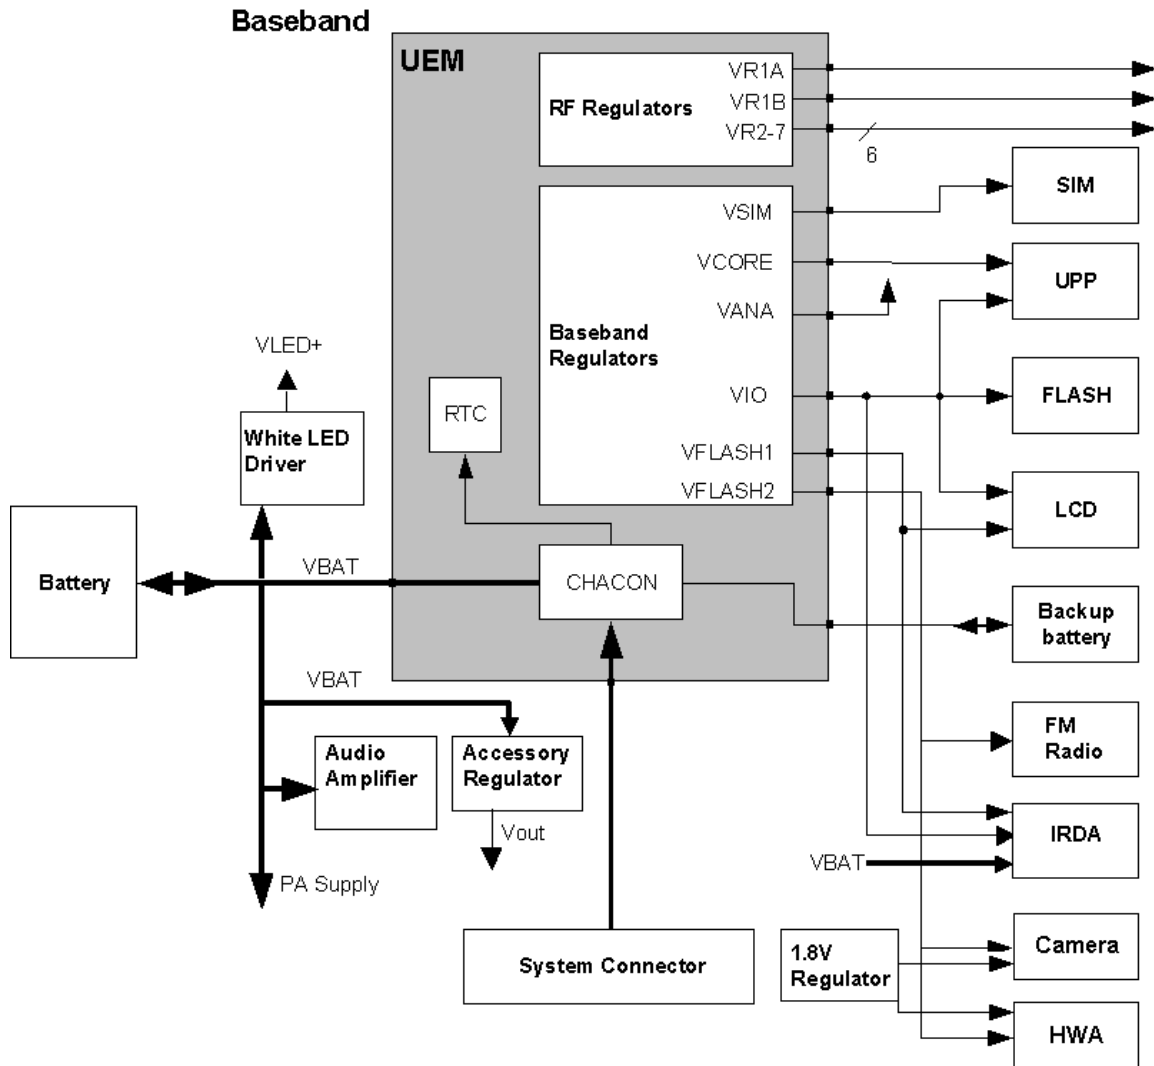 Baseband
UEM
RF Regulators
VR1A
VR1B
VR2-7
6
SIM
VSIM
VCORE
UPP
VANA
Baseband
Regulators
VLED+
VIO
FLASH
RTC
White LED
Driver
VFLASH1
VFLASH2
LCD
Battery
VBAT
CHACON
Backup
battery
VBAT
FM
Radio
Audio
Amplifier
Accessory
Regulator
Vout
IRDA
VBAT
PA Supply
System Connector
1.8V
Regulator
Camera
HWA